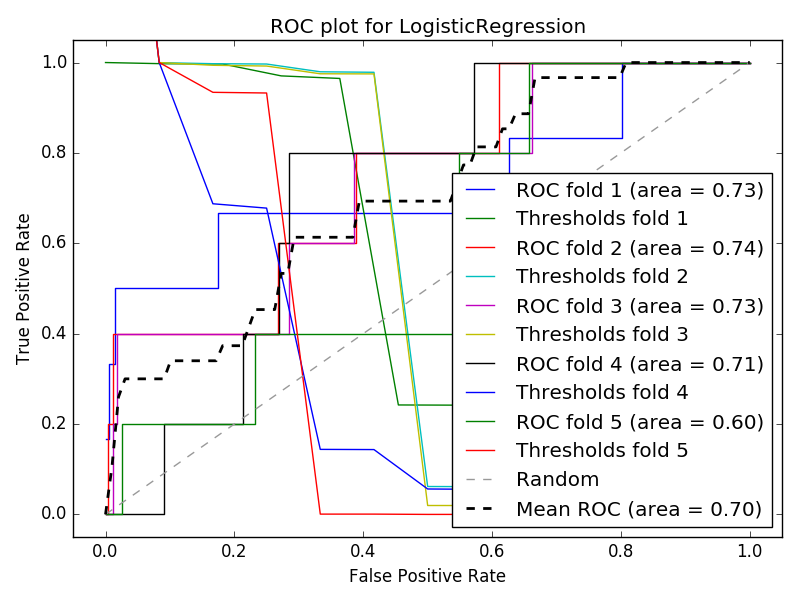 ROC plot for LogisticRegression
True Positive Rate
1.0
0.8
0.6
0.4
0.2
0.0
ROC fold 1 (area = 0.73)
Thresholds fold 1
ROC fold 2 (area = 0.74)
Thresholds fold 2
ROC fold 3 (area = 0.73)
Thresholds fold 3
ROC fold 4 (area = 0.71)
Thresholds fold 4
ROC fold 5 (area = 0.60)
Thresholds fold 5
Random
Mean ROC (area = 0.70)
0.0 0.2 0.4 0.6 0.8 1.0
False Positive Rate